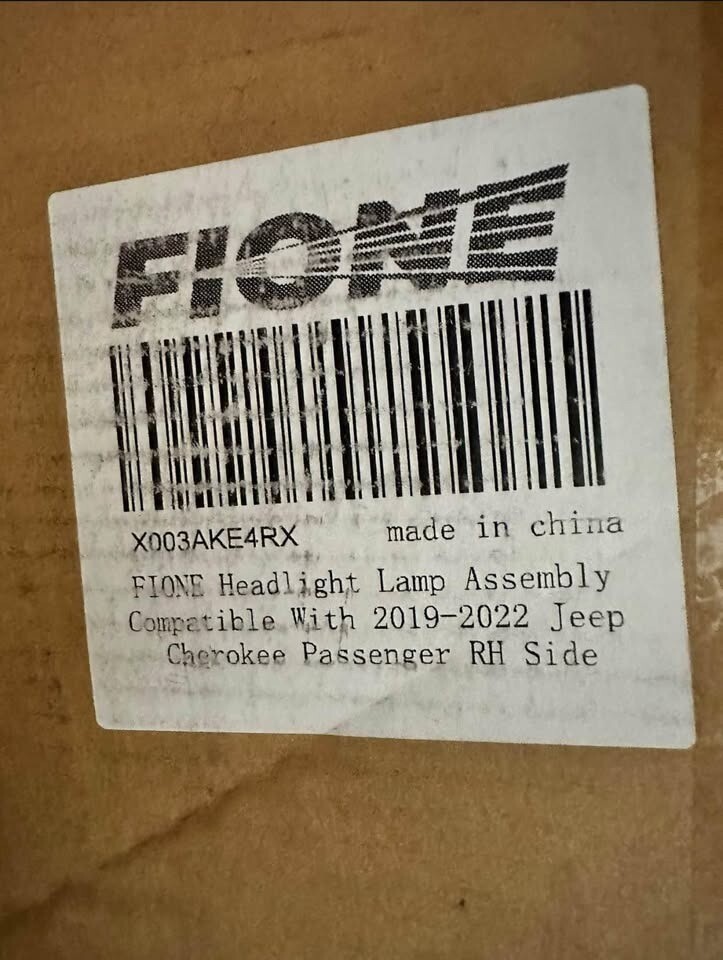 FIONE
X003AKE4RX made in china
FIONE Headlight Lamp Assembly
Compatible With 2019-2022 Jeep
Cherokee Passenger RH Side